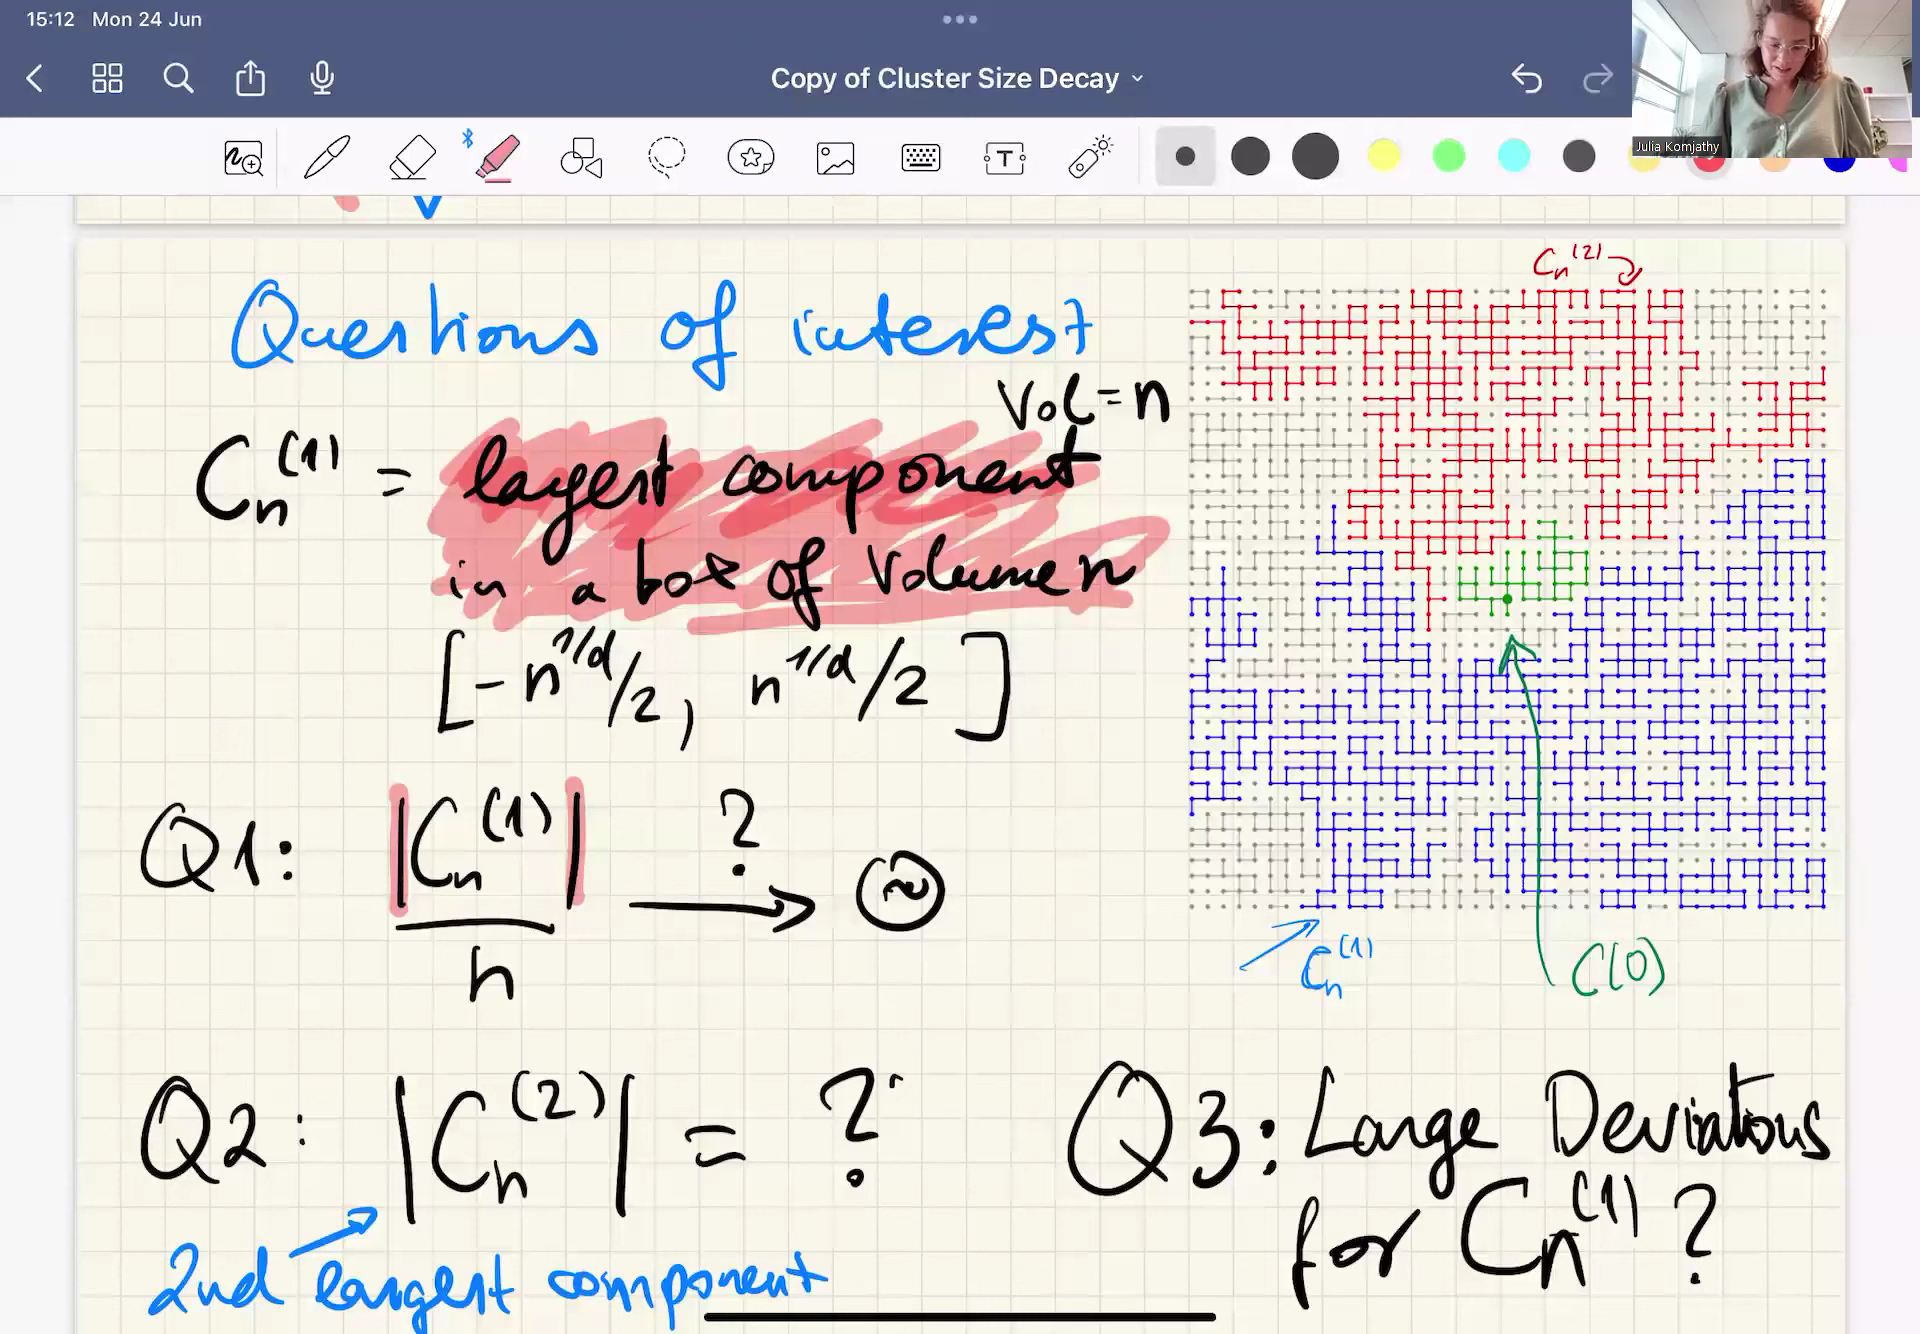 15:12 Mon 24 Jun
Copy of Cluster Size Decay
Julia Komjathy
Questions of interest
Vol = n
C_n^(1) = largest component
in a box of Volume n
[-n^{1/d}/2, n^{1/d}/2]
Q1: |C_n^(1)| / n →? 
Q2: |C_n^(2)| = ?
2nd largest component
C_n^(2)
C_n^(1)
C(0)
Q3: Large Deviations
for C_n^(1) ?